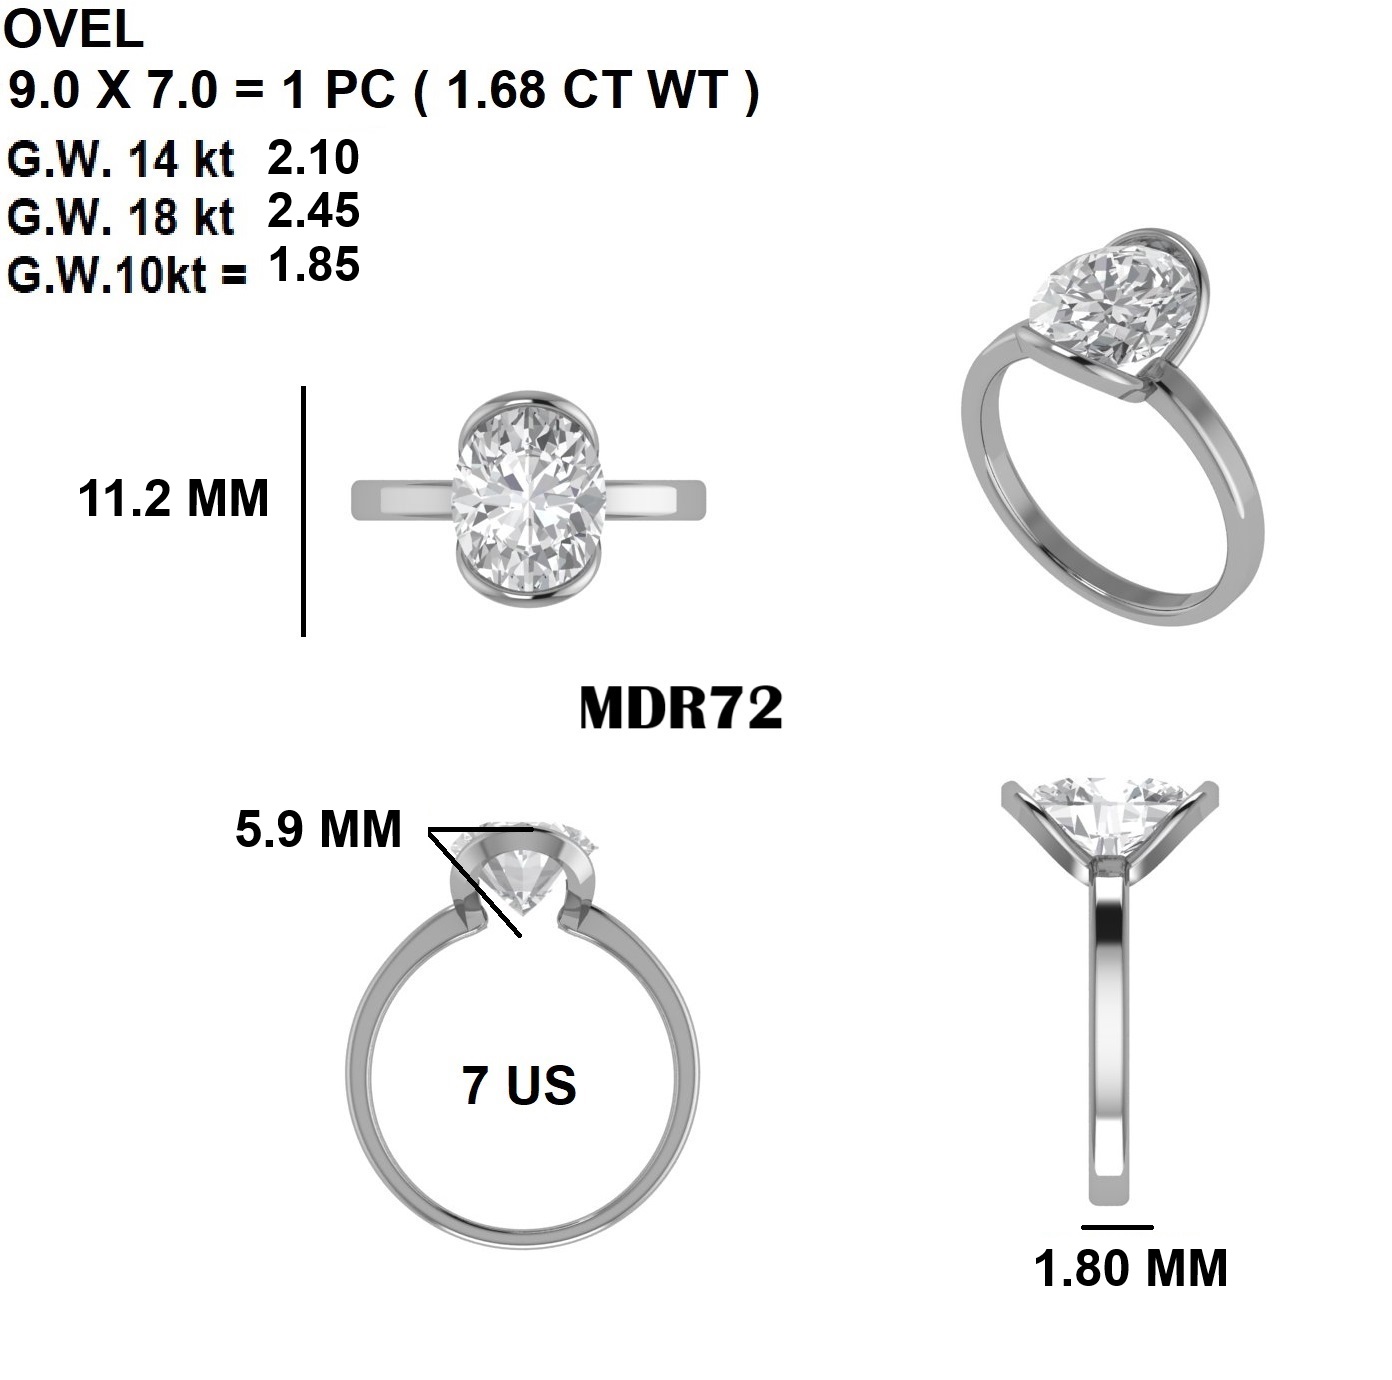 OVEL
9.0 X 7.0 = 1 PC ( 1.68 CT WT )
G.W. 14 kt 2.10
G.W. 18 kt 2.45
G.W.10kt = 1.85
11.2 MM
MDR72
5.9 MM
7 US
1.80 MM